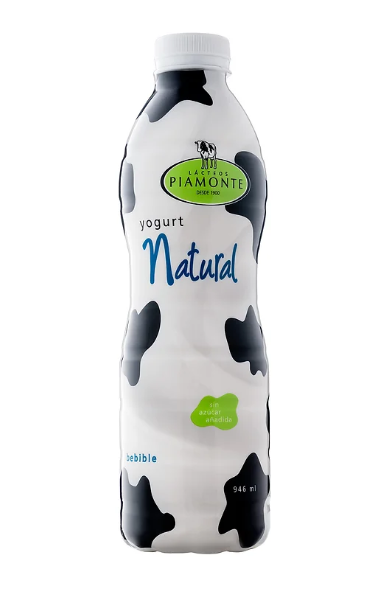 LÁCTEOS
PIAMONTE
DESDE 1960
yogurt
Natural
sin
azúcar
añadida
bebible
946 ml